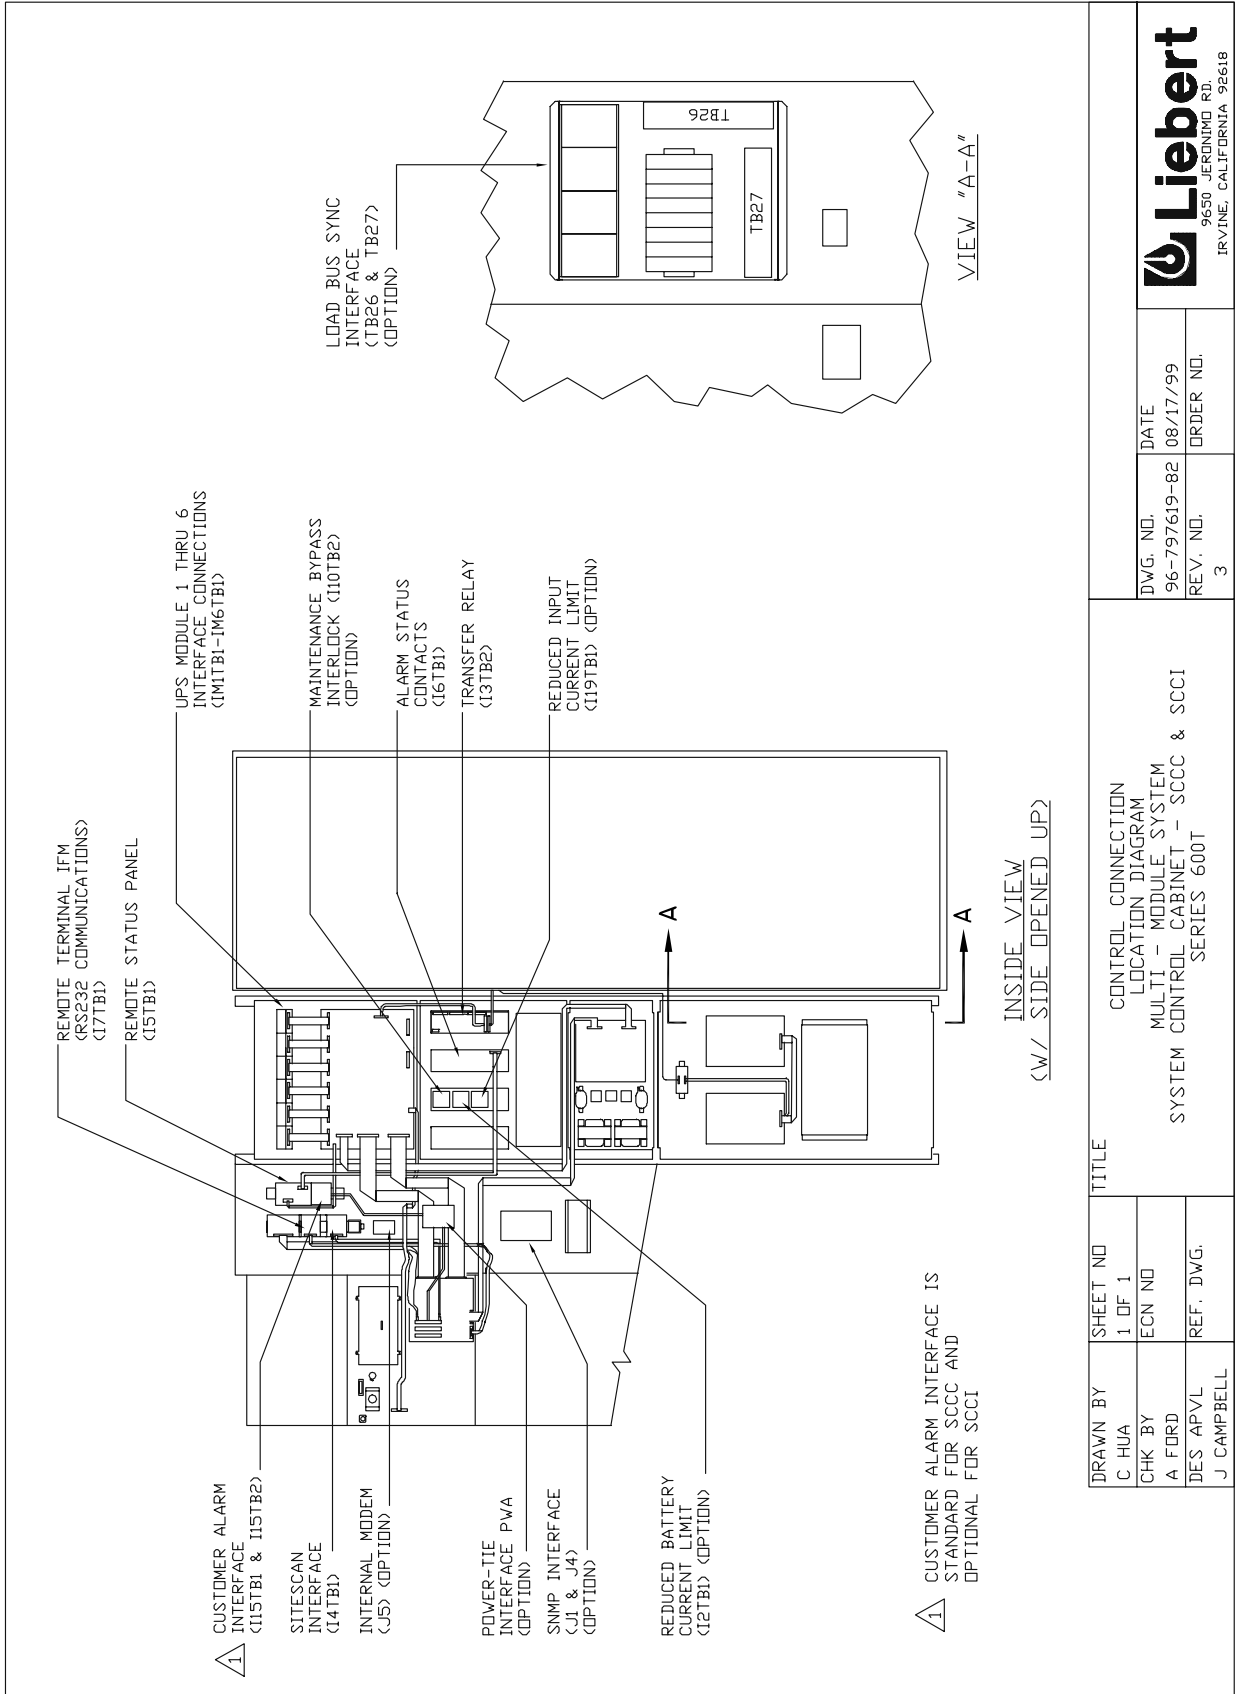 REMOTE TERMINAL IFM
(RS232 COMMUNICATIONS)
(I7TB1)
REMOTE STATUS PANEL
(I5TB1)
UPS MODULE 1 THRU 6
INTERFACE CONNECTIONS
(IM1TB1-IM6TB1)
MAINTENANCE BYPASS
INTERLOCK (I10TB2)
(OPTION)
ALARM STATUS
CONTACTS
(I6TB1)
TRANSFER RELAY
(I3TB2)
REDUCED INPUT
CURRENT LIMIT
(I19TB1) (OPTION)
LOAD BUS SYNC
INTERFACE
(TB26 & TB27)
(OPTION)
TB26
TB27
VIEW "A-A"
1
CUSTOMER ALARM
INTERFACE
(I15TB1 & I15TB2)
SITESCAN
INTERFACE
(I4TB1)
INTERNAL MODEM
(J5) (OPTION)
POWER-TIE
INTERFACE PWA
(OPTION)
SNMP INTERFACE
(J1 & J4)
(OPTION)
REDUCED BATTERY
CURRENT LIMIT
(I2TB1) (OPTION)
A
A
INSIDE VIEW
(W/ SIDE OPENED UP)
1
CUSTOMER ALARM INTERFACE IS
STANDARD FOR SCCC AND
OPTIONAL FOR SCCI
DRAWN BY
C HUA
CHK BY
A FORD
DES APVL
J CAMPBELL
SHEET NO
1 OF 1
ECN NO
REF. DWG.
TITLE
CONTROL CONNECTION
LOCATION DIAGRAM
MULTI - MODULE SYSTEM
SYSTEM CONTROL CABINET - SCCC & SCCI
SERIES 600T
DWG. NO.
96-797619-82
REV. NO.
3
DATE
08/17/99
ORDER NO.
Liebert
9650 JERONIMO RD.
IRVINE, CALIFORNIA 92618